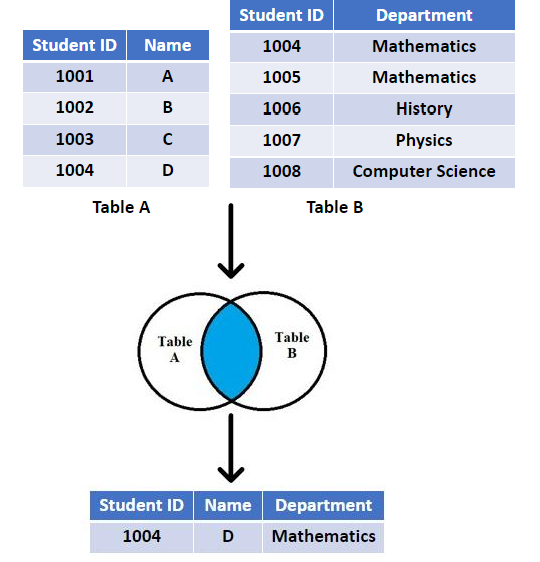 Student ID Name
1001 A
1002 B
1003 C
1004 D
Table A
Student ID Department
1004 Mathematics
1005 Mathematics
1006 History
1007 Physics
1008 Computer Science
Table B
Table
A
Table
B
Student ID Name Department
1004 D Mathematics